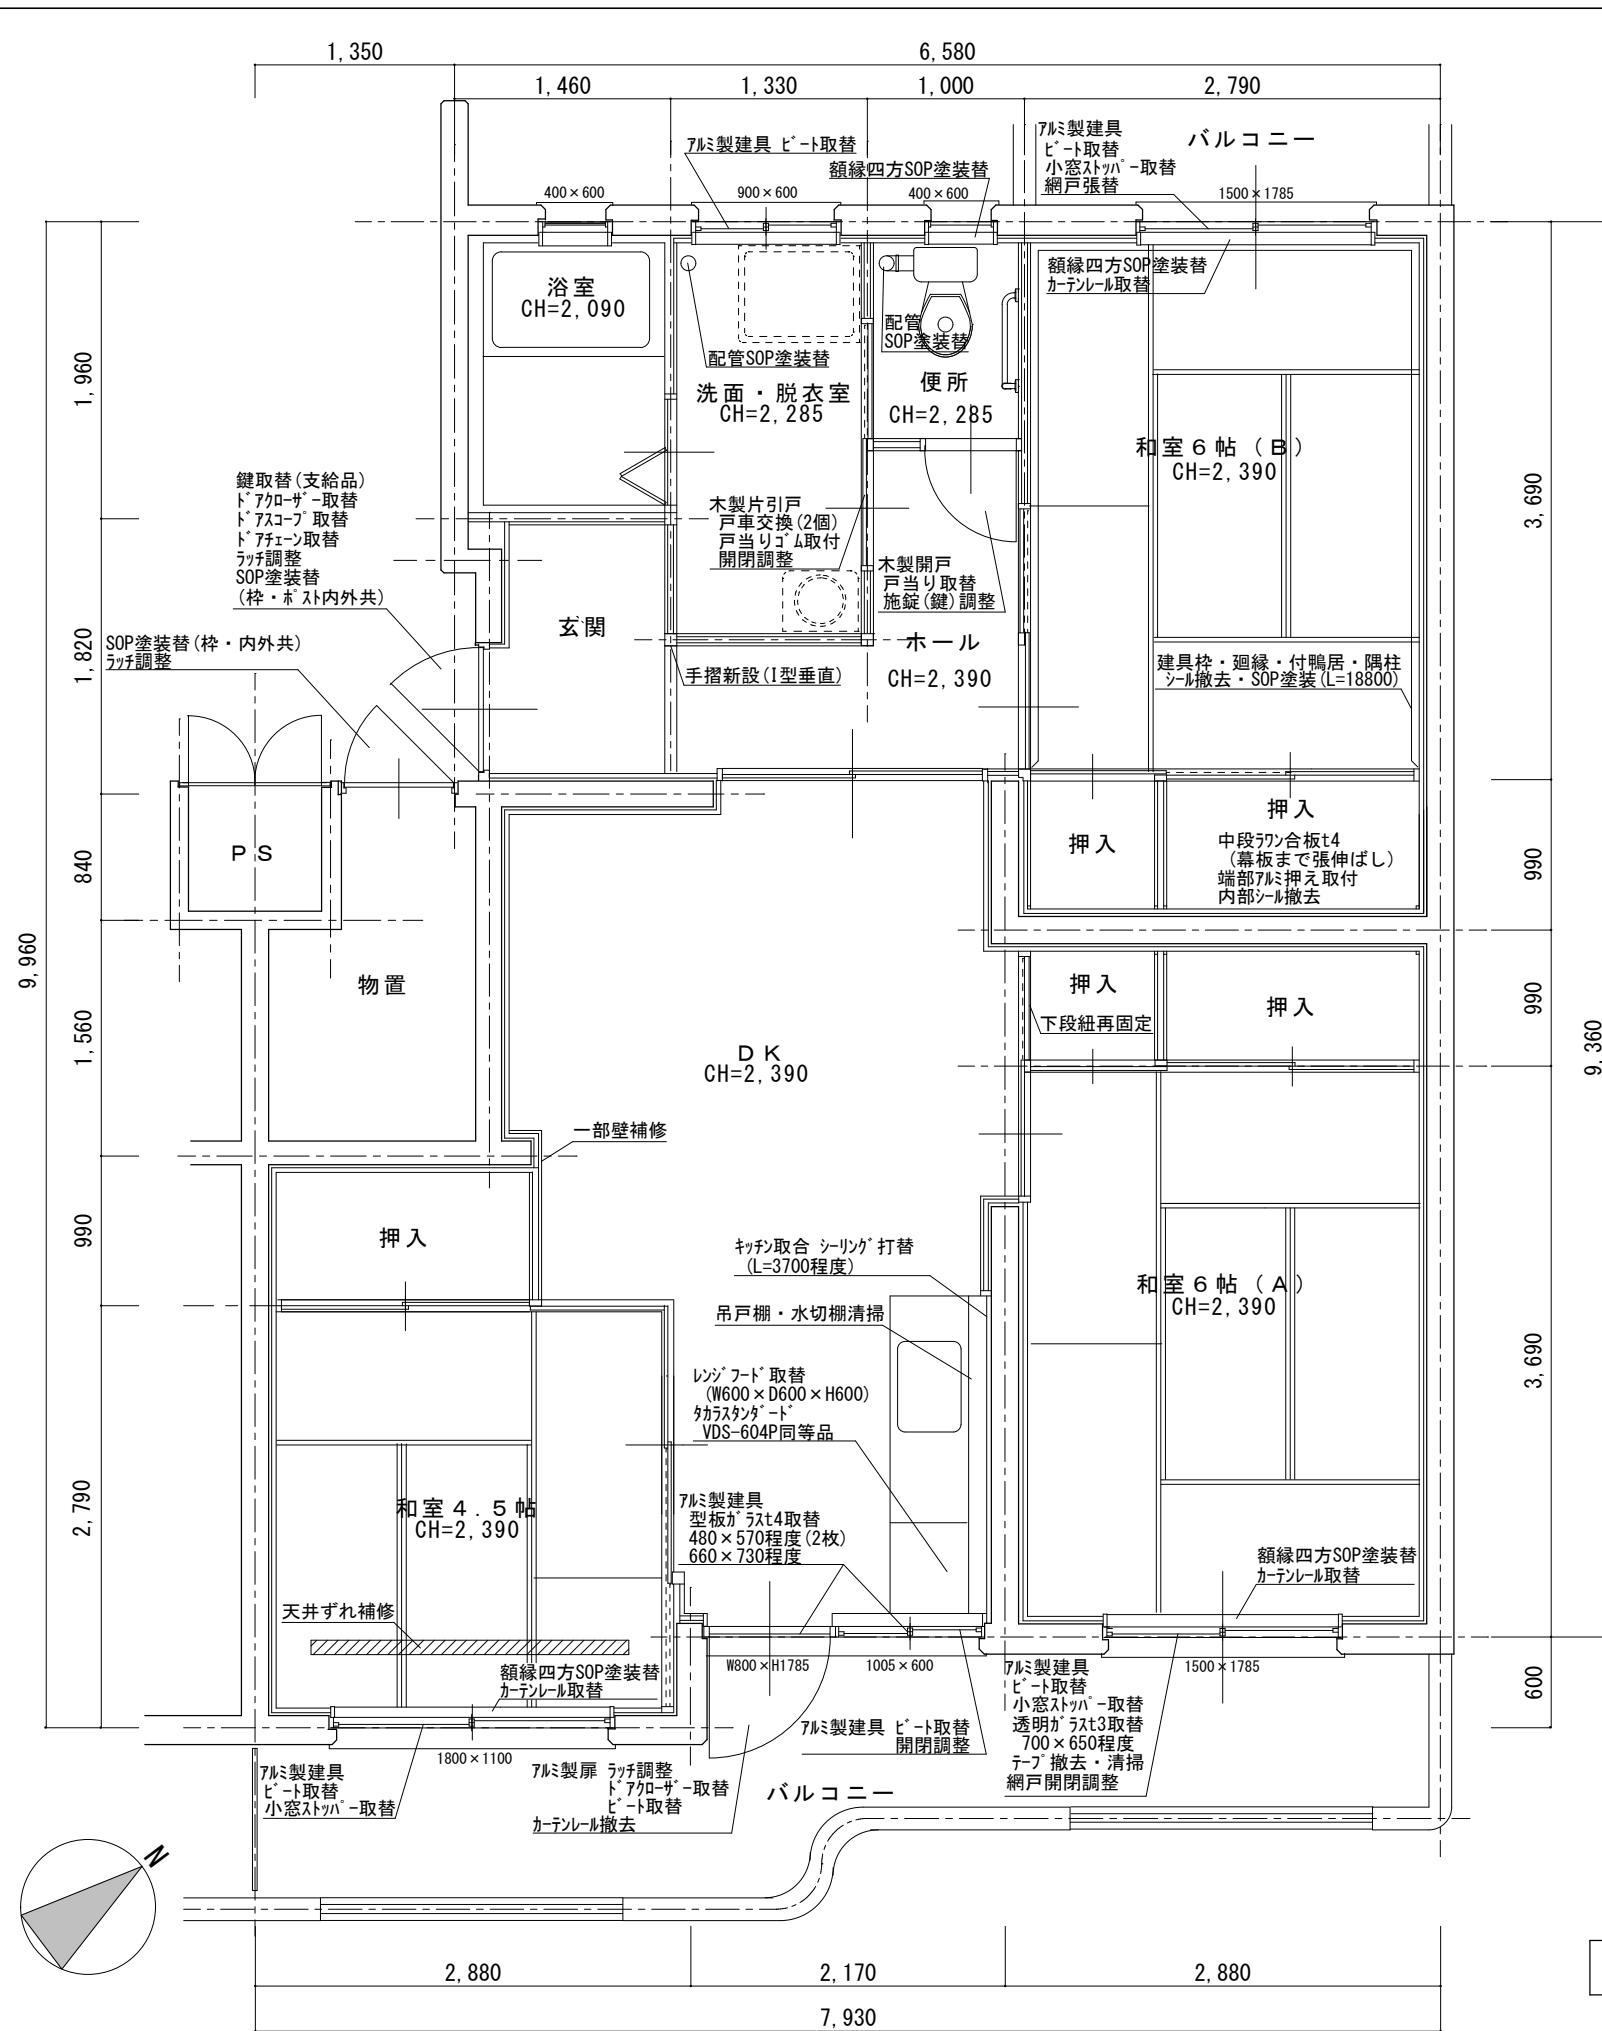 1,350
6,580
1,460
1,330
1,000
2,790
アルミ製建具 ビート取替
額縁四方SOP塗装替
アルミ製建具
ビート取替
小窓ストッパー取替
網戸張替
バルコニー
400×600
900×600
400×600
1500×1785
浴室
CH=2,090
額縁四方SOP塗装替
カーテンレール取替
配管
SOP塗装替
配管SOP塗装替
洗面・脱衣室
CH=2,285
便所
CH=2,285
和室6帖(B)
CH=2,390
1,960
3,690
鍵取替(支給品)
ドアクローザー取替
ドアスコープ取替
ドアチェーン取替
ラッチ調整
SOP塗装替
(枠・ポスト内外共)
木製片引戸
戸車交換(2個)
戸当りゴム取付
開閉調整
木製開戸
戸当り取替
施錠(鍵)調整
玄関
ホール
CH=2,390
SOP塗装替(枠・内外共)
ラッチ調整
手摺新設(I型垂直)
建具枠・廻縁・付鴨居・隅柱
シール撤去・SOP塗装(L=18800)
1,820
PS
840
押入
押入
中段ラワン合板t4
(幕板まで張伸ばし)
端部アルミ押え取付
内部シール撤去
990
9,960
物置
押入
押入
990
下段紐再固定
1,560
DK
CH=2,390
9,360
一部壁補修
押入
990
キッチン取合 シーリング打替
(L=3700程度)
吊戸棚・水切棚清掃
和室6帖(A)
CH=2,390
レンジフード取替
(W600×D600×H600)
タカラスタンダード
VDS-604P同等品
3,690
2,790
和室4.5帖
CH=2,390
アルミ製建具
型板ガラスt4取替
480×570程度(2枚)
660×730程度
額縁四方SOP塗装替
カーテンレール取替
天井ずれ補修
額縁四方SOP塗装替
カーテンレール取替
W800×H1785
1005×600
1500×1785
600
アルミ製建具
ビート取替
小窓ストッパー取替
透明ガラスt3取替
700×650程度
テープ撤去・清掃
網戸開閉調整
アルミ製建具 ビート取替
開閉調整
1800×1100
アルミ製建具
ビート取替
小窓ストッパー取替
アルミ製扉 ラッチ調整
ドアクローザー取替
ビート取替
カーテンレール撤去
バルコニー
N
2,880
2,170
2,880
7,930